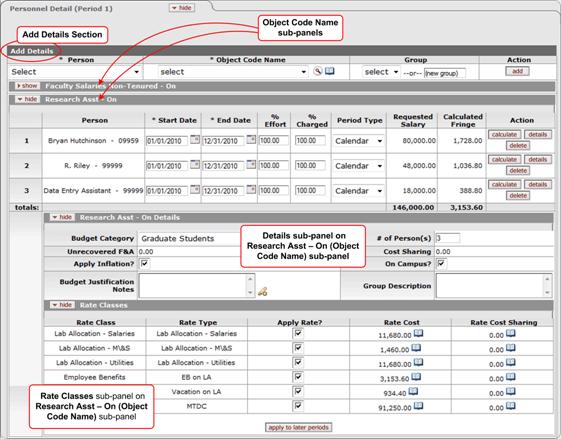 Personnel Detail (Period 1) hide
Add Details Section
Object Code Name
sub-panels
Add Details
* Person * Object Code Name Group Action
Select select select --or-- (new group) add
show Faculty Salaries Non-Tenured - On
hide Research Asst - On
Person * Start Date * End Date % Effort % Charged Period Type Requested Salary Calculated Fringe Action
1 Bryan Hutchinson - 09959 01/01/2010 12/31/2010 100.00 100.00 Calendar 80,000.00 1,728.00 calculate details delete
2 R. Riley - 99999 01/01/2010 12/31/2010 100.00 100.00 Calendar 48,000.00 1,036.80 calculate details delete
3 Data Entry Assistant - 99999 01/01/2010 12/31/2010 100.00 100.00 Calendar 18,000.00 388.80 calculate details delete
totals: 146,000.00 3,153.60
hide Research Asst - On Details
Details sub-panel on
Research Asst – On (Object
Code Name) sub-panel
Budget Category Graduate Students # of Person(s) 3
Unrecovered F&A 0.00 Cost Sharing 0.00
Apply Inflation? On Campus?
Budget Justification Notes Group Description
hide Rate Classes
Rate Class Rate Type Apply Rate? Rate Cost Rate Cost Sharing
Lab Allocation - Salaries Lab Allocation - Salaries 11,680.00 0.00
Lab Allocation - M\&S Lab Allocation - M\&S 1,460.00 0.00
Lab Allocation - Utilities Lab Allocation - Utilities 11,680.00 0.00
Employee Benefits EB on LA 3,153.60 0.00
Vacation on LA 934.40 0.00
MTDC 91,250.00 0.00
Rate Classes sub-panel on
Research Asst – On (Object
Code Name) sub-panel
apply to later periods